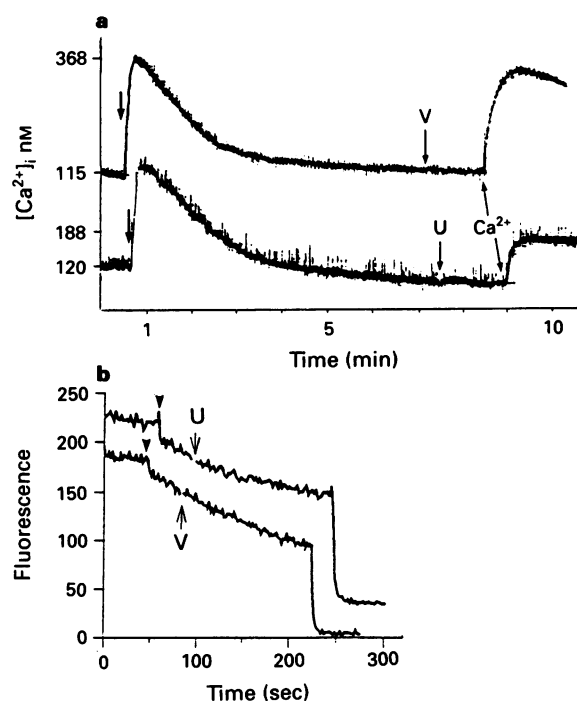 a
368
115
188
120
[Ca²⁺]ᵢ nM
V
U
Ca²⁺
1 5 10
Time (min)
b
250
200
150
100
50
0
Fluorescence
U
V
0 100 200 300
Time (sec)